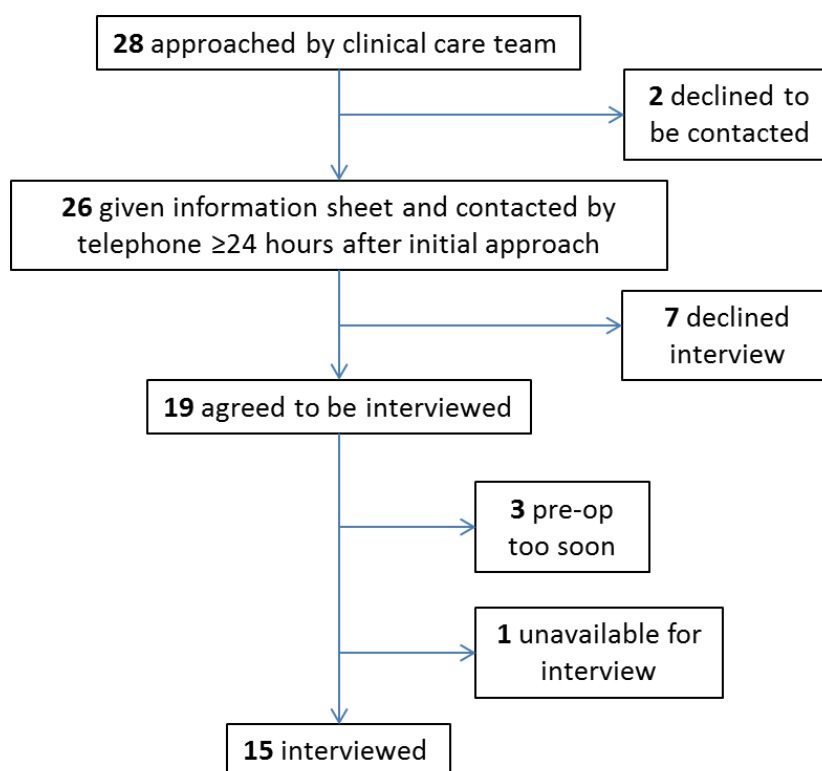 28 approached by clinical care team
2 declined to
be contacted
26 given information sheet and contacted by
telephone ≥24 hours after initial approach
7 declined
interview
19 agreed to be interviewed
3 pre-op
too soon
1 unavailable for
interview
15 interviewed